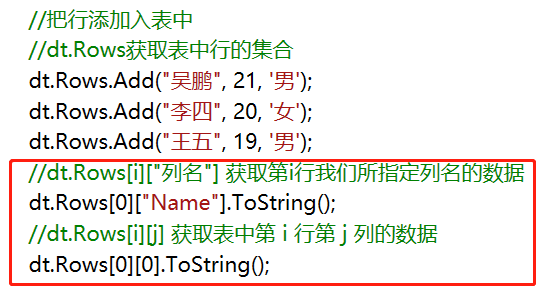 //把行添加入表中
//dt.Rows获取表中行的集合
dt.Rows.Add("吴鹏", 21, '男');
dt.Rows.Add("李四", 20, '女');
dt.Rows.Add("王五", 19, '男');
//dt.Rows[i]["列名"] 获取第i行我们所指定列名的数据
dt.Rows[0]["Name"].ToString();
//dt.Rows[i][j] 获取表中第 i 行第 j 列的数据
dt.Rows[0][0].ToString();